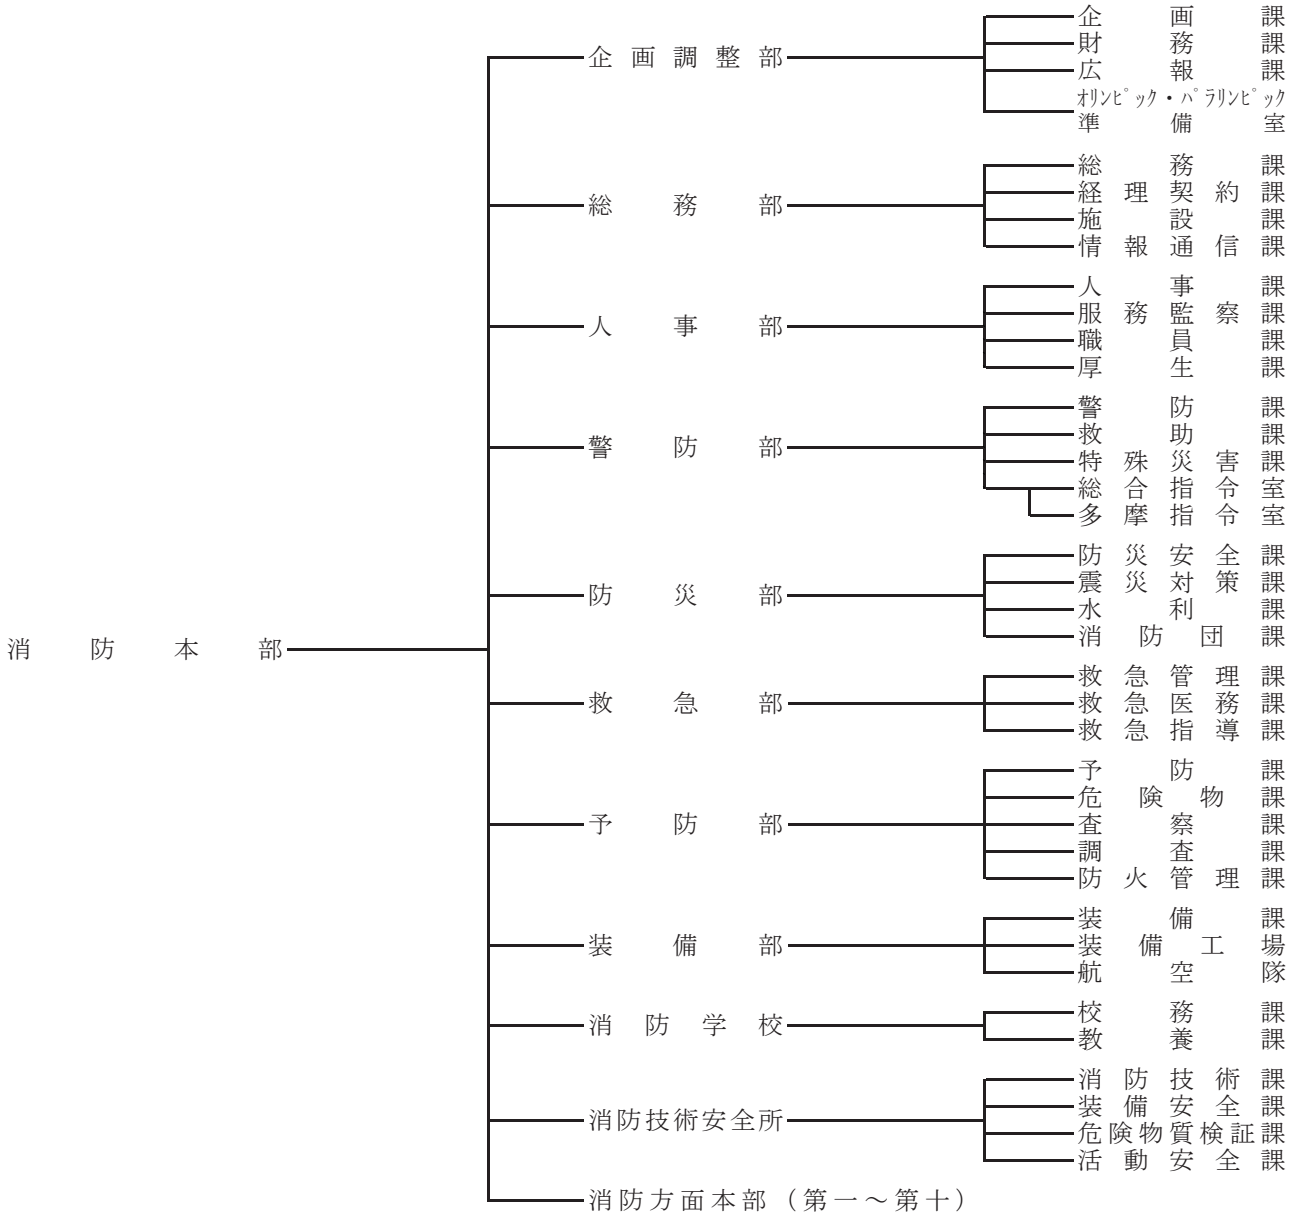 消防本部
企画調整部
企画課
財務課
広報課
ｵﾘﾝﾋﾟｯｸ・ﾊﾟﾗﾘﾝﾋﾟｯｸ
準備室
総務部
総務課
経理契約課
施設課
情報通信課
人事部
人事課
服務監察課
職員課
厚生課
警防部
警防課
救助課
特殊災害課
総合指令室
多摩指令室
防災部
防災安全課
震災対策課
水利課
消防団課
救急部
救急管理課
救急医務課
救急指導課
予防部
予防課
危険物課
査察課
調査課
防火管理課
装備部
装備課
装備工場
航空隊
消防学校
校務課
教養課
消防技術安全所
消防技術課
装備安全課
危険物質検証課
活動安全課
消防方面本部（第一～第十）